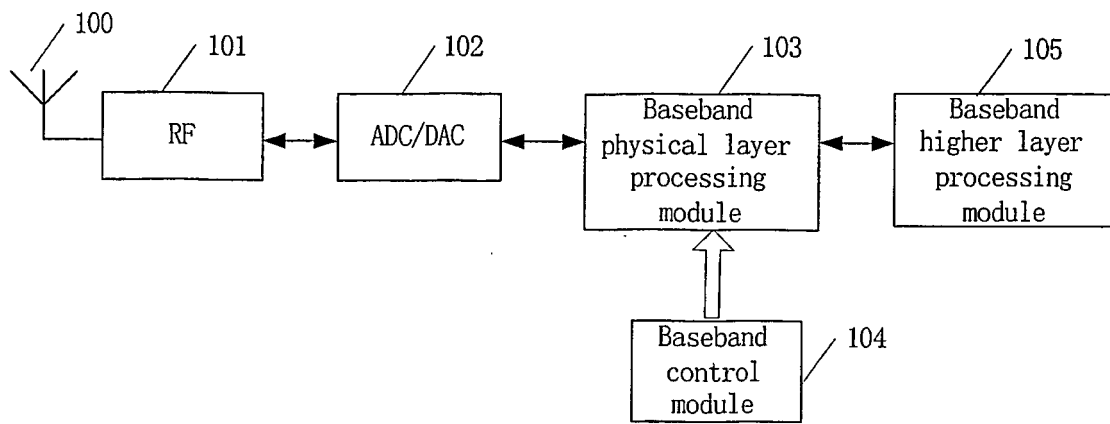 100
101
102
103
105
RF
ADC/DAC
Baseband
physical layer
processing
module
Baseband
higher layer
processing
module
Baseband
control
module
104